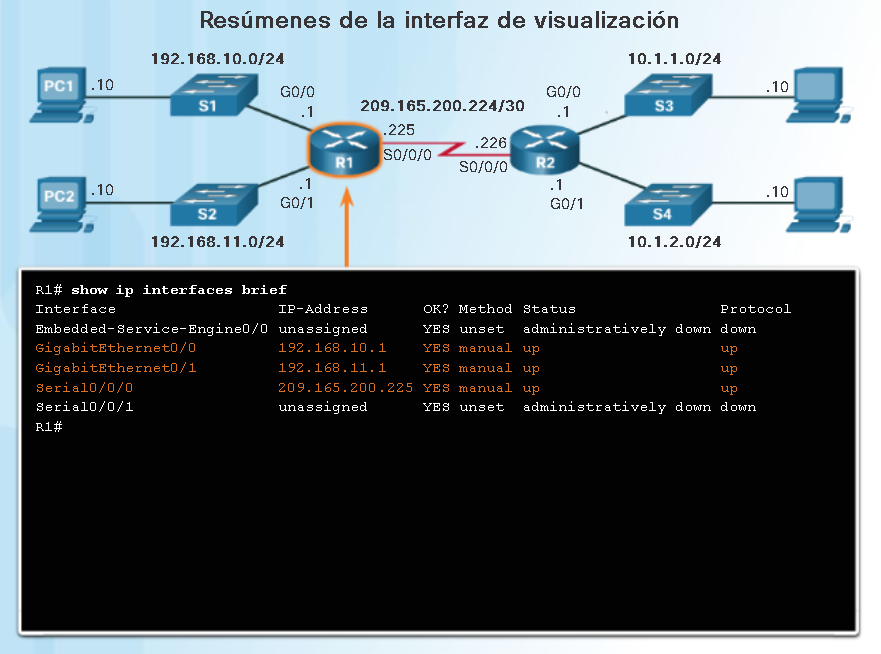 Resúmenes de la interfaz de visualización
192.168.10.0/24
10.1.1.0/24
PC1
.10
S1
G0/0
.1
209.165.200.224/30
G0/0
.1
S3
.10
.225
.226
R1
S0/0/0
S0/0/0
R2
PC2
.10
S2
.1
G0/1
.1
G0/1
S4
.10
192.168.11.0/24
10.1.2.0/24
R1# show ip interfaces brief
Interface IP-Address OK? Method Status Protocol
Embedded-Service-Engine0/0 unassigned YES unset administratively down down
GigabitEthernet0/0 192.168.10.1 YES manual up up
GigabitEthernet0/1 192.168.11.1 YES manual up up
Serial0/0/0 209.165.200.225 YES manual up up
Serial0/0/1 unassigned YES unset administratively down down
R1#